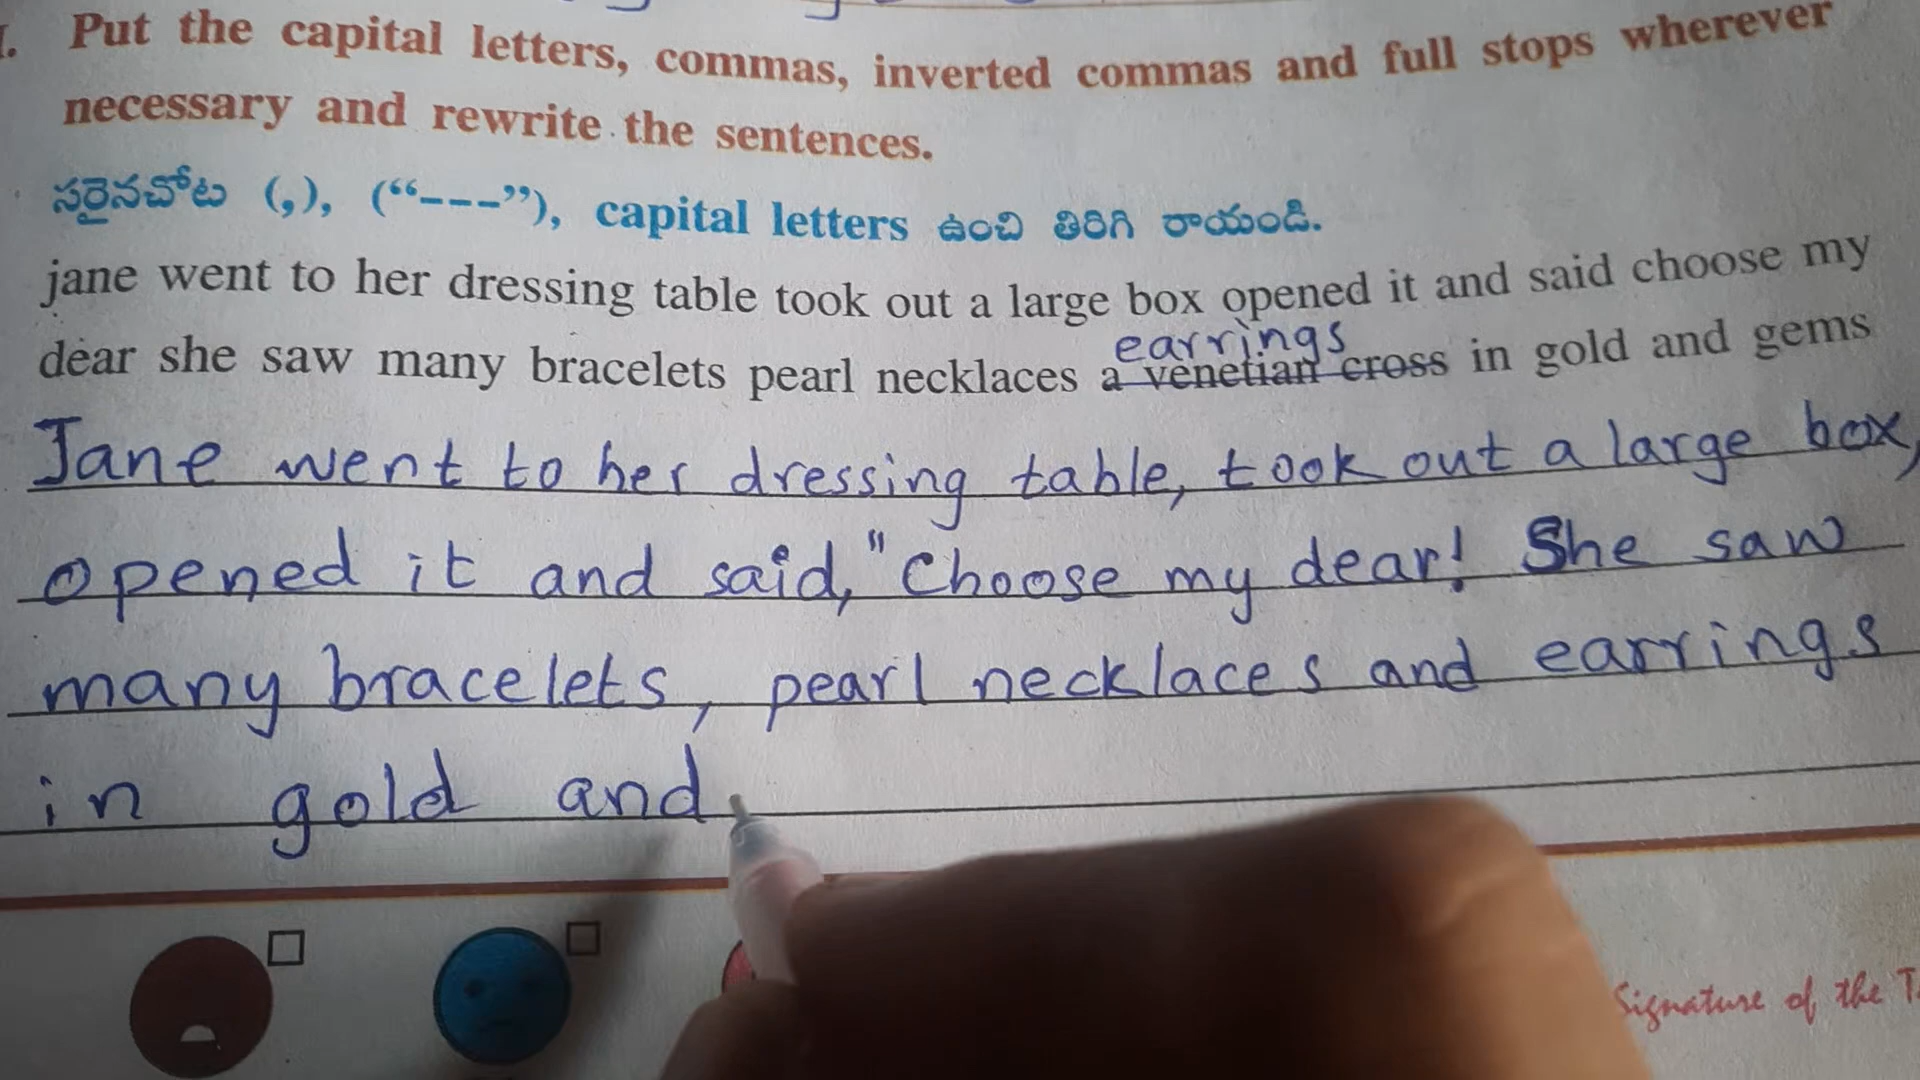 I. Put the capital letters, commas, inverted commas and full stops wherever
necessary and rewrite the sentences.
సరైనచోట (,), (“---”), capital letters ఉంచి తిరిగి రాయండి.
jane went to her dressing table took out a large box opened it and said choose my
earrings
dear she saw many bracelets pearl necklaces a venetian cross in gold and gems
Jane went to her dressing table, took out a large box,
opened it and said, "Choose my dear! She saw
many bracelets, pearl necklaces and earrings
in gold and
Signature of the